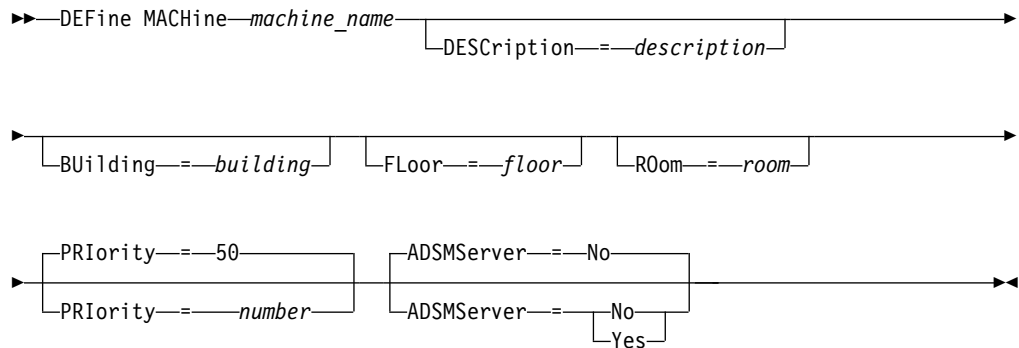 DEFine MACHine machine_name
DESCription = description
BUilding = building FLoor = floor ROom = room
PRIority = 50 ADSMServer = No
PRIority = number ADSMServer = No
Yes